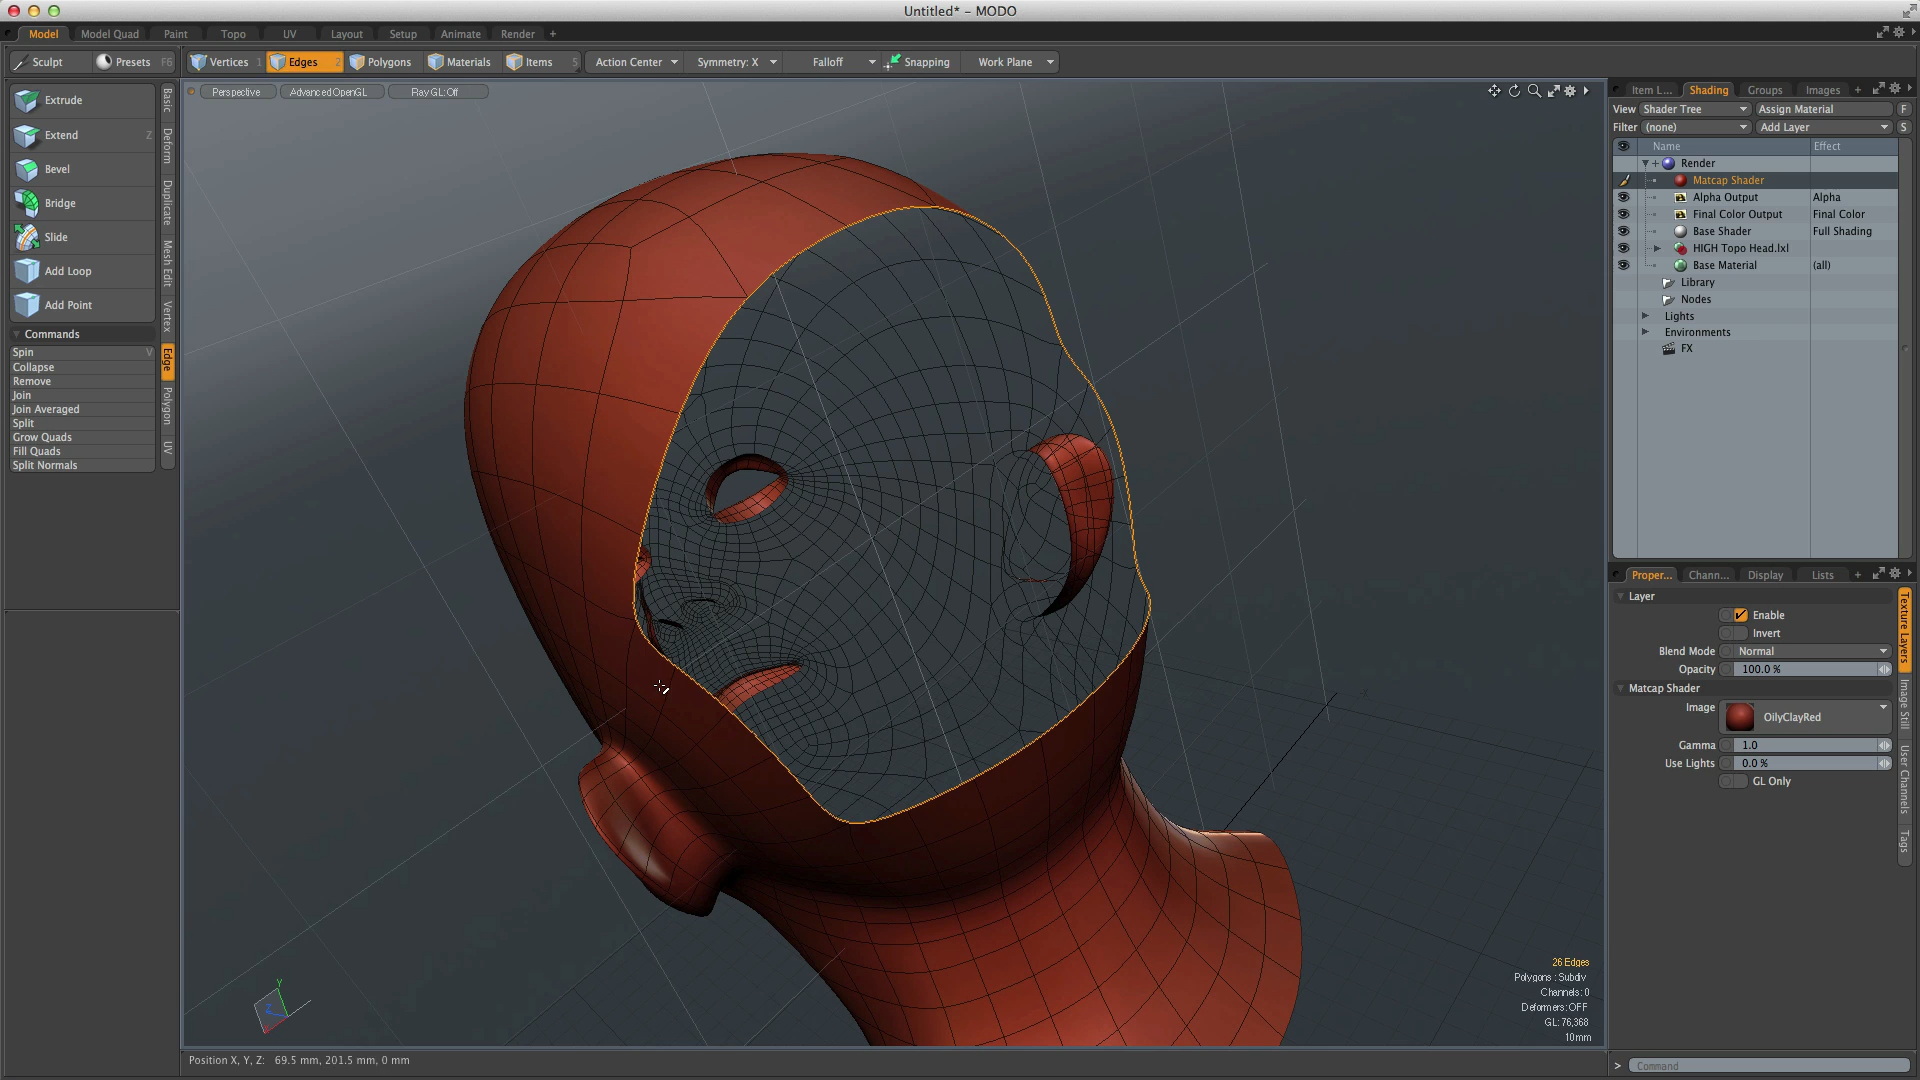 Untitled* – MODO
Model Model Quad Paint Topo UV Layout Setup Animate Render +
Sculpt Presets F6 Vertices 1 Edges 2 Polygons Materials Items 5 Action Center Symmetry: X Falloff Snapping Work Plane
Perspective Advanced OpenGL Ray GL: Off
Extrude
Extend Z
Bevel
Bridge
Slide
Add Loop
Add Point
Commands
Spin V
Collapse
Remove
Join
Join Averaged
Split
Grow Quads
Fill Quads
Split Normals
Basic
Deform
Duplicate
Mesh Edit
Vertex
Edge
Polygon
UV
Item L... Shading Groups Images +
View Shader Tree Assign Material F
Filter (none) Add Layer S
Name Effect
Render
Matcap Shader
Alpha Output Alpha
Final Color Output Final Color
Base Shader Full Shading
HIGH Topo Head.lxl
Base Material (all)
Library
Nodes
Lights
Environments
FX
Proper... Chann... Display Lists +
Layer
Enable
Invert
Blend Mode Normal
Opacity 100.0 %
Matcap Shader
Image OilyClayRed
Gamma 1.0
Use Lights 0.0 %
GL Only
Texture Layers
Image Still
User Channels
Tags
26 Edges
Polygons : Subdiv
Channels: 0
Deformers: OFF
GL: 76,368
10 mm
Y
Z
Position X, Y, Z: 69.5 mm, 201.5 mm, 0 mm
> Command